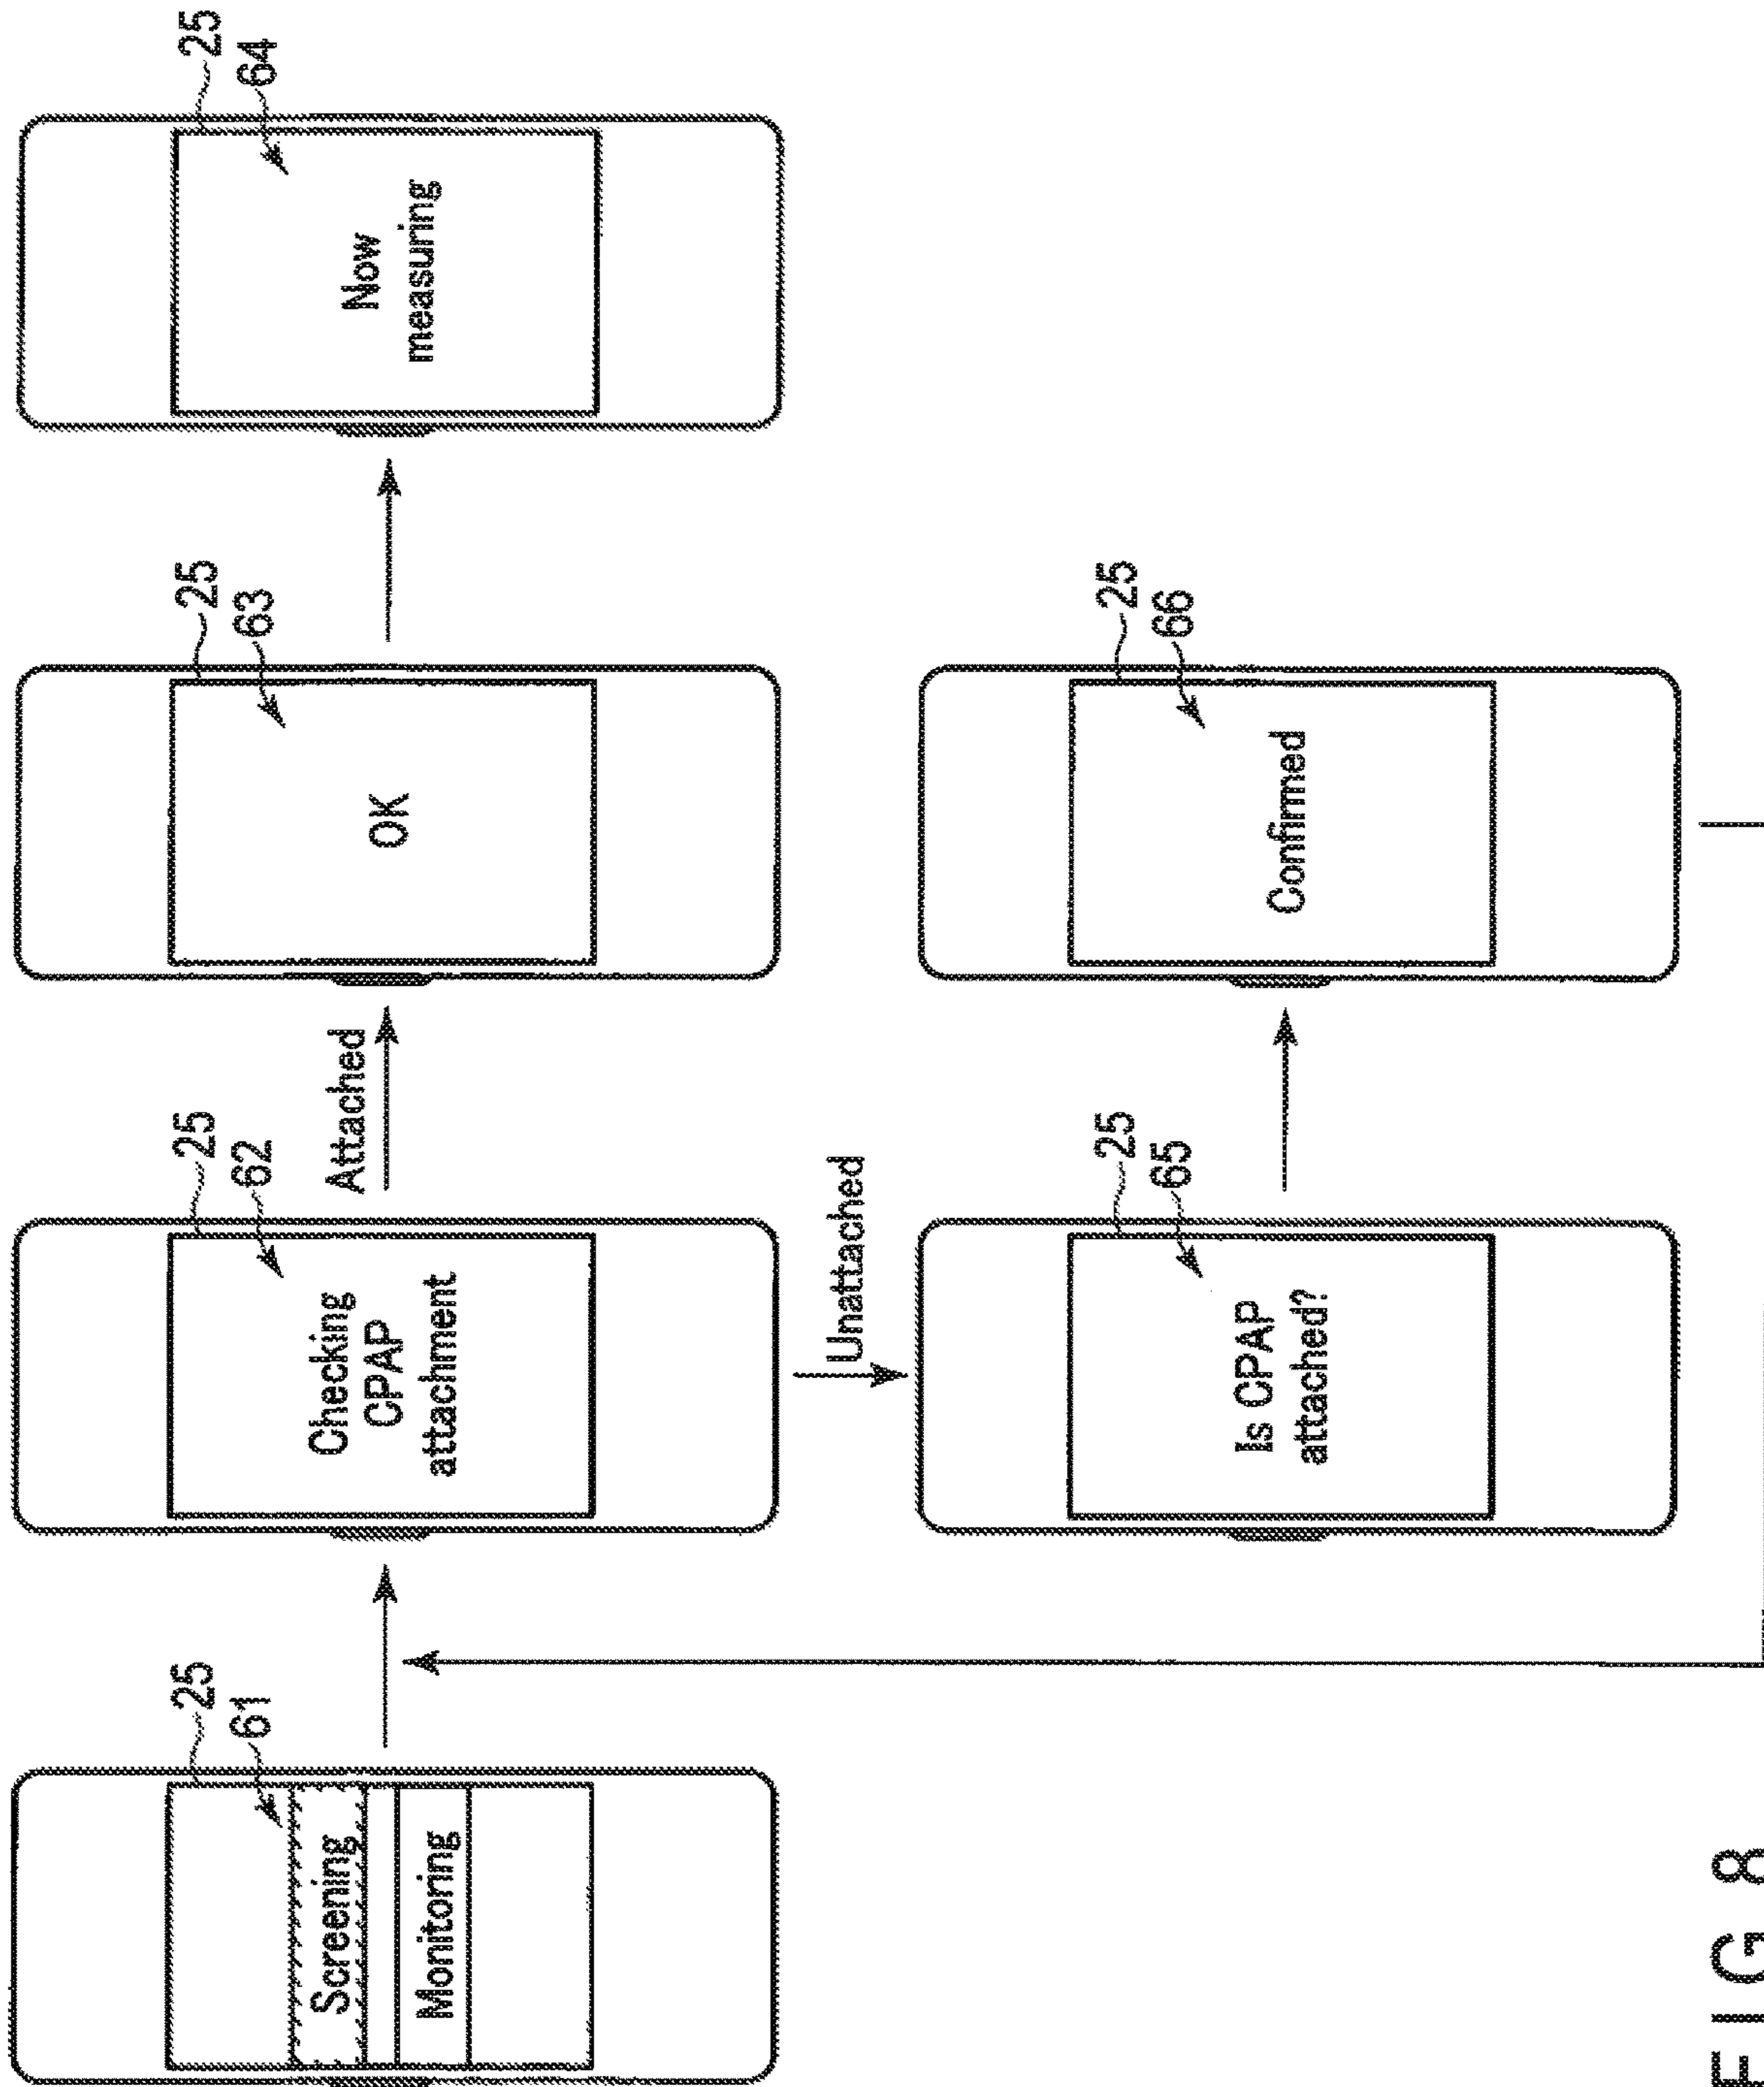 25
61
Screening
Monitoring
25
62
Checking
CPAP
attachment
Attached
25
63
OK
25
64
Now
measuring
Unattached
25
65
Is CPAP
attached?
25
66
Confirmed
FIG 8